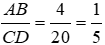 AB/CD = 4/20 = 1/5